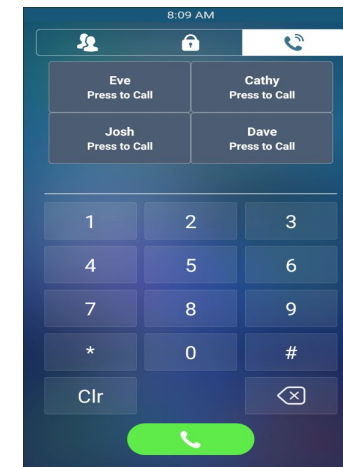 8:09 AM
Eve
Press to Call
Cathy
Press to Call
Josh
Press to Call
Dave
Press to Call
1 2 3
4 5 6
7 8 9
* 0 #
Clr